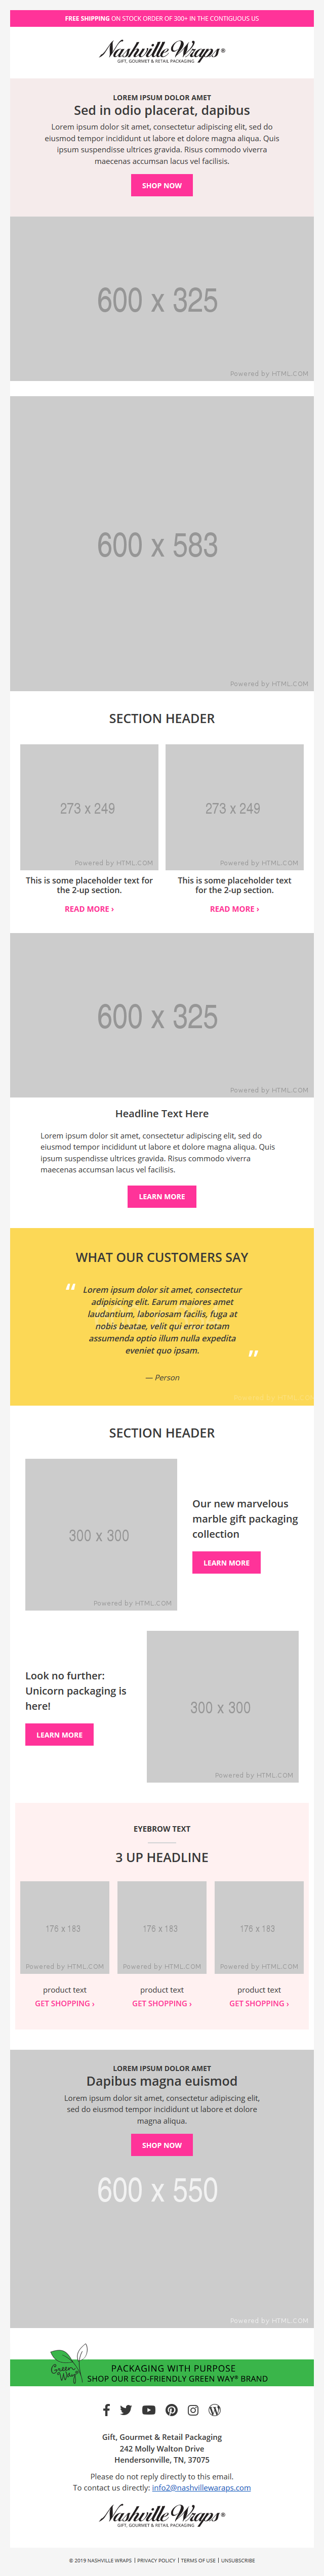 FREE SHIPPING ON STOCK ORDER OF 300+ IN THE CONTIGUOUS US
Nashville Wraps®
GIFT, GOURMET & RETAIL PACKAGING
LOREM IPSUM DOLOR AMET
Sed in odio placerat, dapibus
Lorem ipsum dolor sit amet, consectetur adipiscing elit, sed do
eiusmod tempor incididunt ut labore et dolore magna aliqua. Quis
ipsum suspendisse ultrices gravida. Risus commodo viverra
maecenas accumsan lacus vel facilisis.
SHOP NOW
600 x 325
Powered by HTML.COM
600 x 583
Powered by HTML.COM
SECTION HEADER
273 x 249
Powered by HTML.COM
273 x 249
Powered by HTML.COM
This is some placeholder text for
the 2-up section.
READ MORE ›
This is some placeholder text
for the 2-up section.
READ MORE ›
600 x 325
Powered by HTML.COM
Headline Text Here
Lorem ipsum dolor sit amet, consectetur adipiscing elit, sed do
eiusmod tempor incididunt ut labore et dolore magna aliqua. Quis
ipsum suspendisse ultrices gravida. Risus commodo viverra
maecenas accumsan lacus vel facilisis.
LEARN MORE
WHAT OUR CUSTOMERS SAY
“
Lorem ipsum dolor sit amet, consectetur
adipisicing elit. Earum maiores amet
laudantium, laboriosam facilis, fuga at
nobis beatae, velit qui error totam
assumenda optio illum nulla expedita
eveniet quo ipsam.
”
— Person
SECTION HEADER
300 x 300
Powered by HTML.COM
Our new marvelous
marble gift packaging
collection
LEARN MORE
Look no further:
Unicorn packaging is
here!
LEARN MORE
300 x 300
Powered by HTML.COM
EYEBROW TEXT
3 UP HEADLINE
176 x 183
Powered by HTML.COM
176 x 183
Powered by HTML.COM
176 x 183
Powered by HTML.COM
product text
GET SHOPPING ›
product text
GET SHOPPING ›
product text
GET SHOPPING ›
LOREM IPSUM DOLOR AMET
Dapibus magna euismod
Lorem ipsum dolor sit amet, consectetur adipiscing elit,
sed do eiusmod tempor incididunt ut labore et dolore
magna aliqua.
SHOP NOW
600 x 550
Powered by HTML.COM
Green Way
PACKAGING WITH PURPOSE
SHOP OUR ECO-FRIENDLY GREEN WAY® BRAND
Gift, Gourmet & Retail Packaging
242 Molly Walton Drive
Hendersonville, TN, 37075
Please do not reply directly to this email.
To contact us directly: info2@nashvillewaraps.com
Nashville Wraps®
GIFT, GOURMET & RETAIL PACKAGING
© 2019 NASHVILLE WRAPS | PRIVACY POLICY | TERMS OF USE | UNSUBSCRIBE